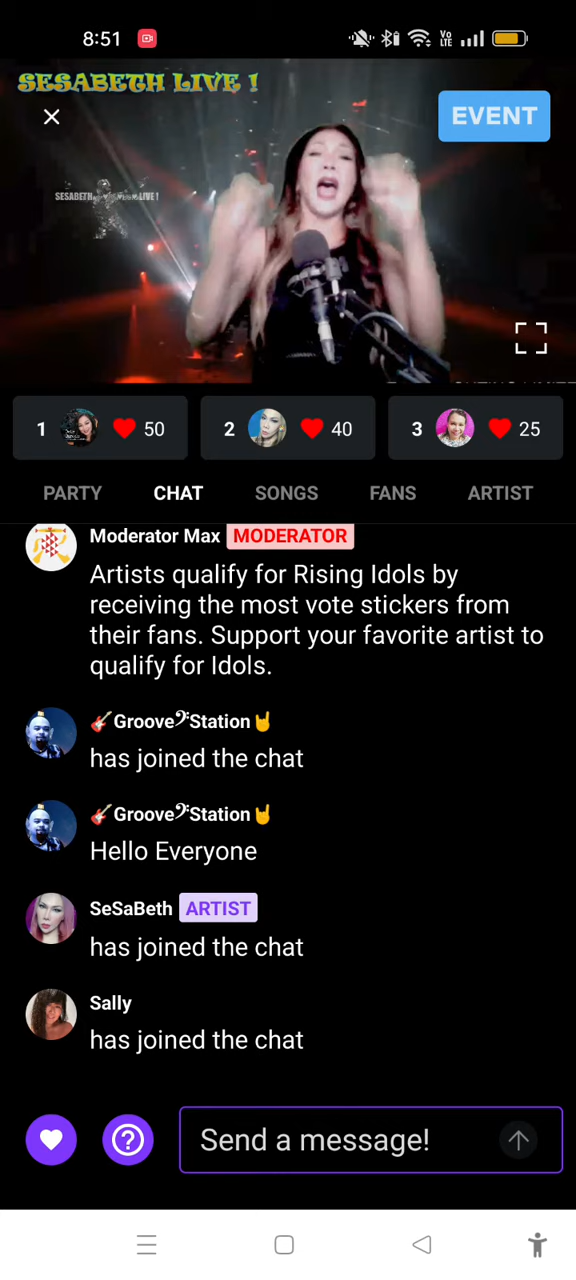 8:51
Vo
LTE
SESABETH LIVE !
EVENT
1 50
2 40
3 25
PARTY CHAT SONGS FANS ARTIST
Moderator Max MODERATOR
Artists qualify for Rising Idols by
receiving the most vote stickers from
their fans. Support your favorite artist to
qualify for Idols.
🎸Groove𝄢Station🤘
has joined the chat
🎸Groove𝄢Station🤘
Hello Everyone
SeSaBeth ARTIST
has joined the chat
Sally
has joined the chat
Send a message!